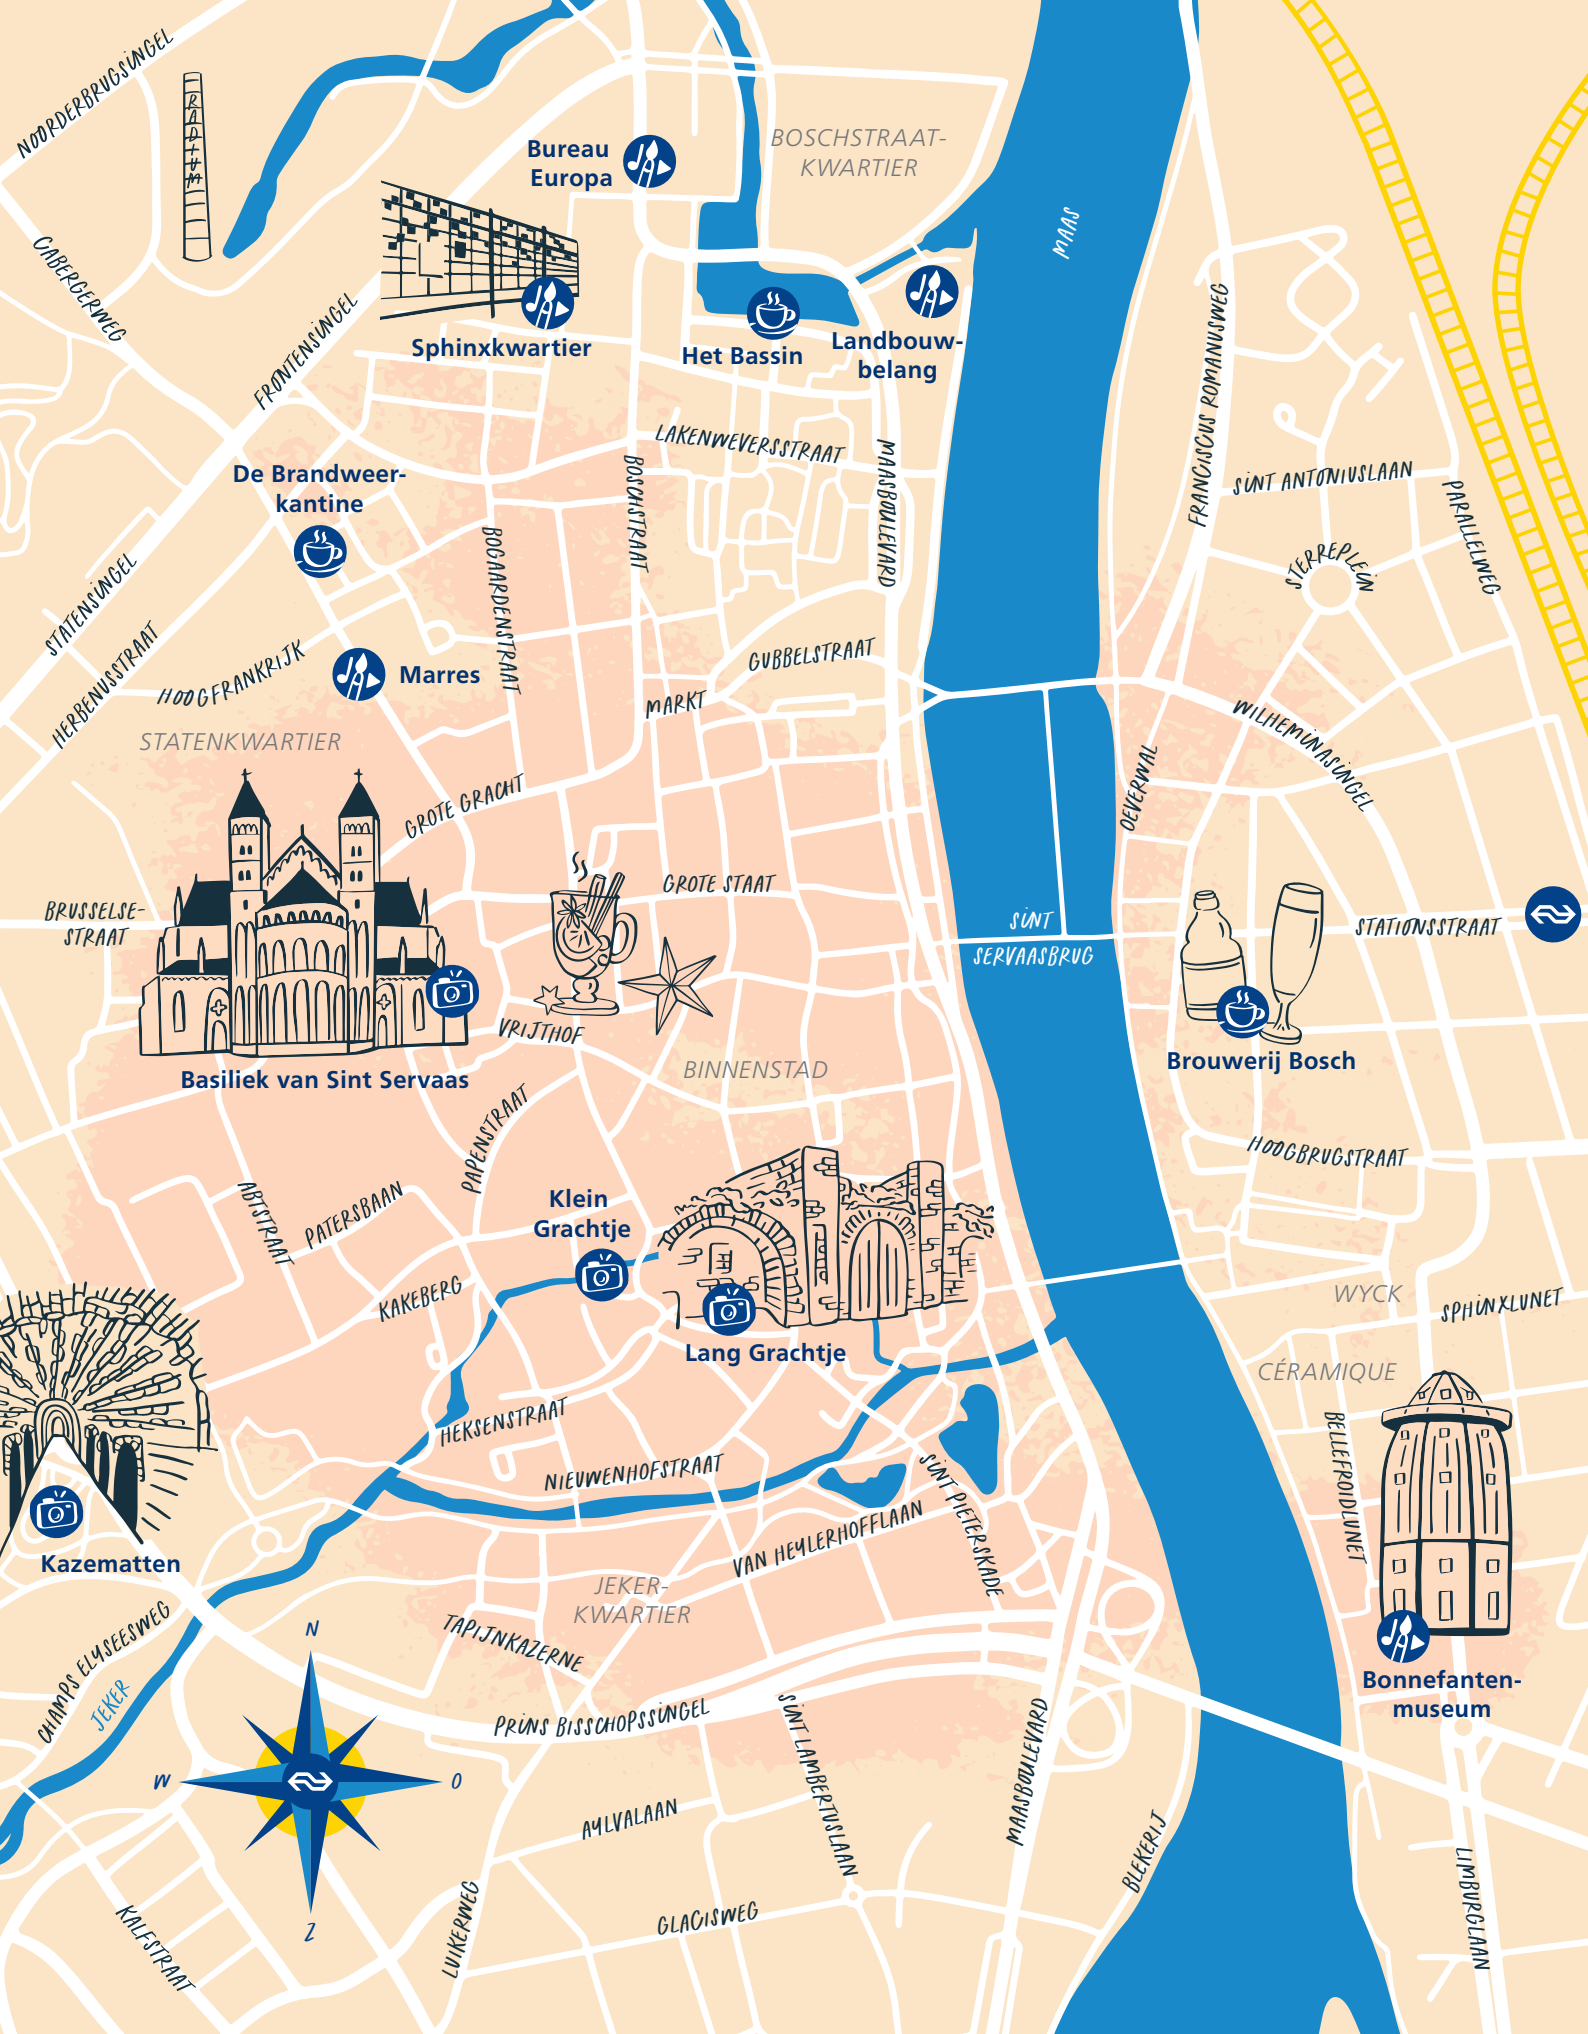 NOORDERBRUGSINGEL
RADIUM
BOSCHSTRAAT-
KWARTIER
Bureau
Europa
MAAS
CABERGERWEG
FRONTENSINGEL
Sphinxkwartier
Het Bassin
Landbouw-
belang
FRANCISCUS ROMANUSWEG
LAKENWEVERSSTRAAT
BOSCHSTRAAT
MAASBOULEVARD
SINT ANTONIUSLAAN
PARALLELWEG
De Brandweer-
kantine
BOGAARDENSTRAAT
STERREPLEIN
STATENSINGEL
HERBENUSSTRAAT
HOOGFRANKRIJK
Marres
GUBBELSTRAAT
MARKT
STATENKWARTIER
WILHEMINASINGEL
OEVERWAL
GROTE GRACHT
GROTE STAAT
BRUSSELSE-
STRAAT
SINT
SERVAASBRUG
STATIONSSTRAAT
VRIJTHOF
Basiliek van Sint Servaas
BINNENSTAD
Brouwerij Bosch
PAPENSTRAAT
HOOGBRUGSTRAAT
ABTSTRAAT
PATERSBAAN
Klein
Grachtje
KAKEBERG
WYCK
SPHINXLUNET
Lang Grachtje
CÉRAMIQUE
HEKSENSTRAAT
BELLEFROIDLUNET
NIEUWENHOFSTRAAT
SINT PIETERSKADE
VAN HEYLERHOFFLAAN
Kazematten
JEKER-
KWARTIER
CHAMPS ELYSEESWEG
JEKER
TAPIJNKAZERNE
N
W
O
Z
PRINS BISSCHOPSSINGEL
Bonnefanten-
museum
SINT LAMBERTUSLAAN
MAASBOULEVARD
AYLVALAAN
BLEKERIJ
LIMBURGLAAN
LUIKERWEG
GLACISWEG
KALFSTRAAT